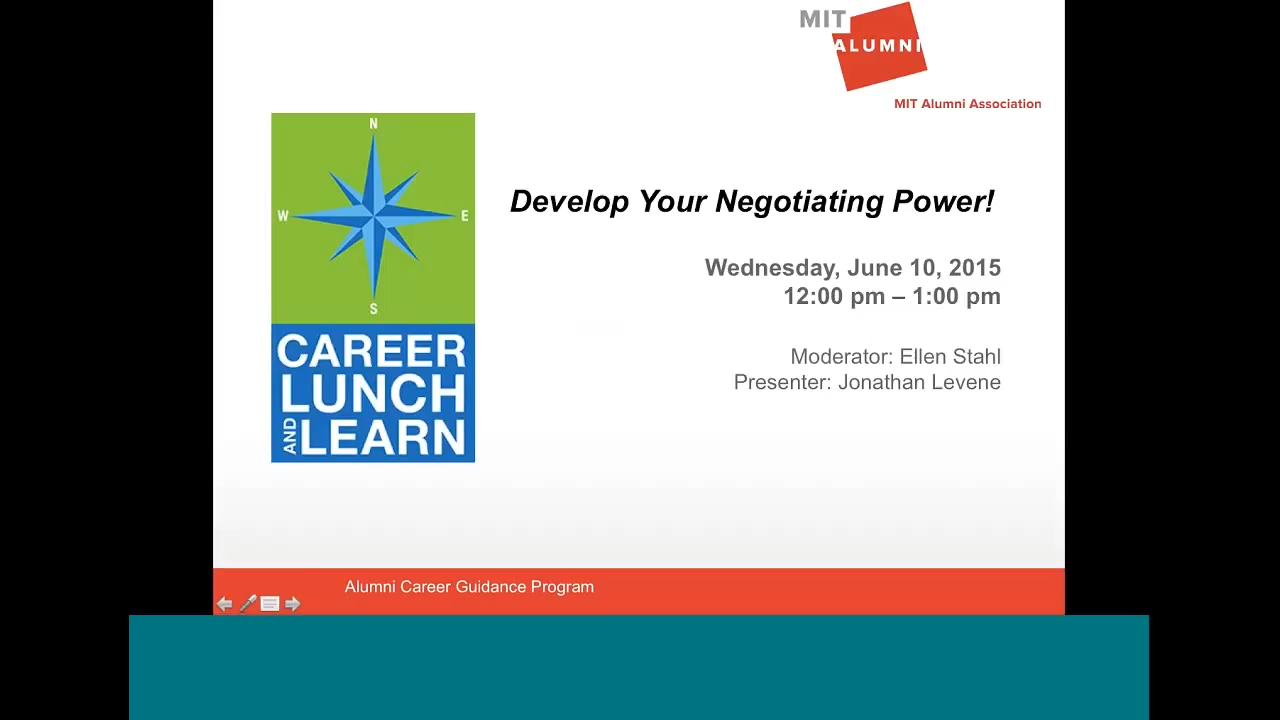 MIT
ALUMNI
MIT Alumni Association
N
W
E
S
CAREER
LUNCH
AND LEARN
Develop Your Negotiating Power!
Wednesday, June 10, 2015
12:00 pm – 1:00 pm
Moderator: Ellen Stahl
Presenter: Jonathan Levene
Alumni Career Guidance Program